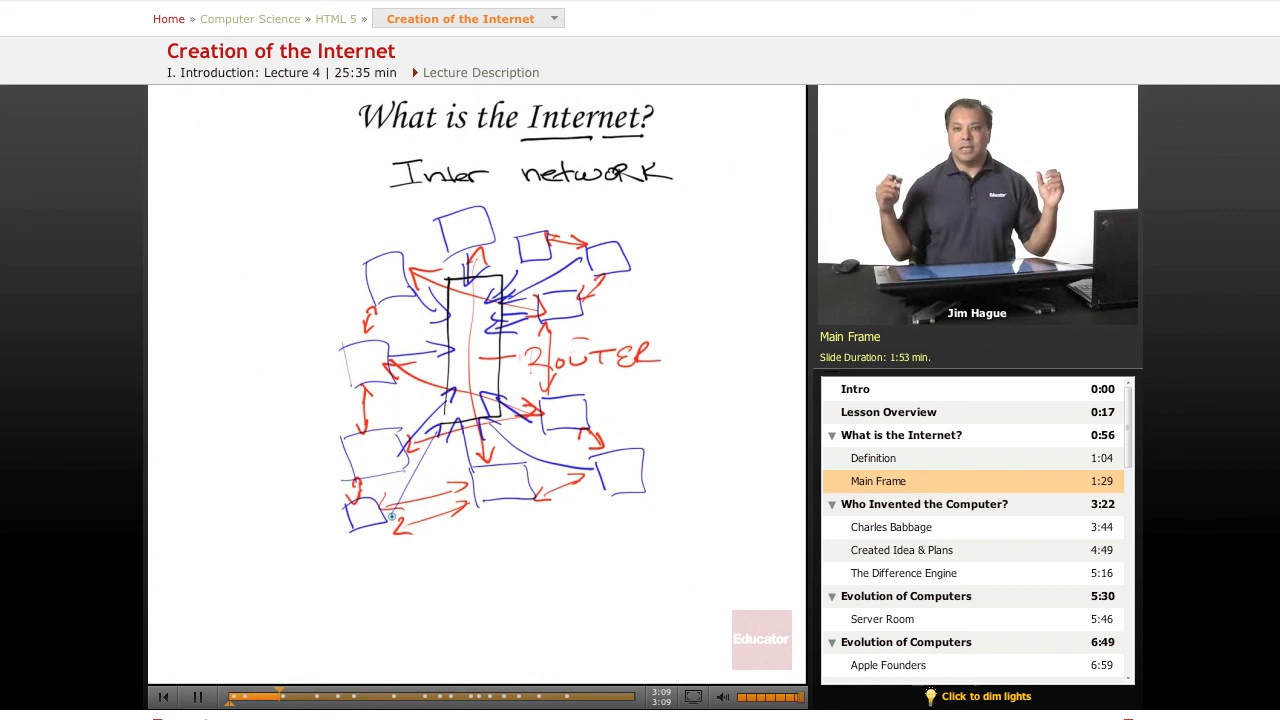 Home » Computer Science » HTML 5 » Creation of the Internet
Creation of the Internet
I. Introduction: Lecture 4 | 25:35 min Lecture Description
What is the Internet?
Inter network
ROUTER
Educator
Educator
Jim Hague
Main Frame
Slide Duration: 1:53 min.
Intro 0:00
Lesson Overview 0:17
What is the Internet? 0:56
Definition 1:04
Main Frame 1:29
Who Invented the Computer? 3:22
Charles Babbage 3:44
Created Idea & Plans 4:49
The Difference Engine 5:16
Evolution of Computers 5:30
Server Room 5:46
Evolution of Computers 6:49
Apple Founders 6:59
3:09
3:09
Click to dim lights